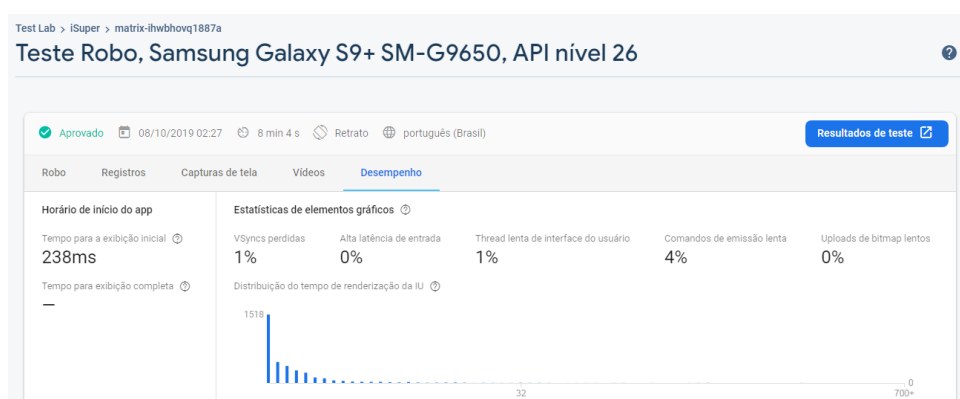 Test Lab > iSuper > matrix-ihwbhovq1887a
Teste Robo, Samsung Galaxy S9+ SM-G9650, API nível 26
?
Aprovado 08/10/2019 02:27 8 min 4 s Retrato português (Brasil) Resultados de teste
Robo Registros Capturas de tela Vídeos Desempenho
Horário de início do app
Tempo para a exibição inicial ?
238ms
Tempo para exibição completa ?
—
Estatísticas de elementos gráficos ?
VSyncs perdidas Alta latência de entrada Thread lenta de interface do usuário Comandos de emissão lenta Uploads de bitmap lentos
1% 0% 1% 4% 0%
Distribuição do tempo de renderização da IU ?
1518
0
32 700+